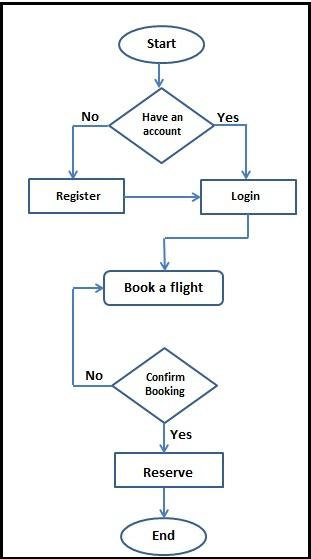 Start
Have an
account
No
Yes
Register
Login
Book a flight
Confirm
Booking
No
Yes
Reserve
End